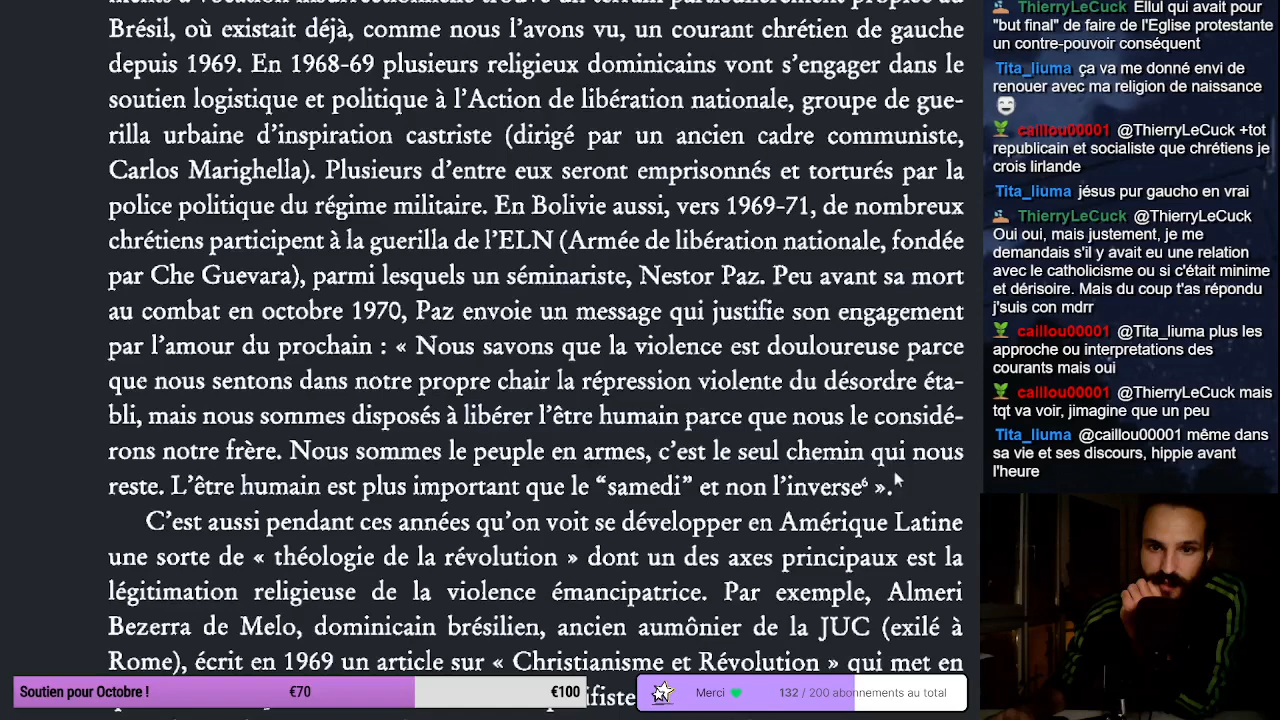 Brésil, où existait déjà, comme nous l’avons vu, un courant chrétien de gauche
depuis 1969. En 1968-69 plusieurs religieux dominicains vont s’engager dans le
soutien logistique et politique à l’Action de libération nationale, groupe de gue-
rilla urbaine d’inspiration castriste (dirigé par un ancien cadre communiste,
Carlos Marighella). Plusieurs d’entre eux seront emprisonnés et torturés par la
police politique du régime militaire. En Bolivie aussi, vers 1969-71, de nombreux
chrétiens participent à la guerilla de l’ELN (Armée de libération nationale, fondée
par Che Guevara), parmi lesquels un séminariste, Nestor Paz. Peu avant sa mort
au combat en octobre 1970, Paz envoie un message qui justifie son engagement
par l’amour du prochain : « Nous savons que la violence est douloureuse parce
que nous sentons dans notre propre chair la répression violente du désordre éta-
bli, mais nous sommes disposés à libérer l’être humain parce que nous le considé-
rons notre frère. Nous sommes le peuple en armes, c’est le seul chemin qui nous
reste. L’être humain est plus important que le “samedi” et non l’inverse⁶ ».
C’est aussi pendant ces années qu’on voit se développer en Amérique Latine
une sorte de « théologie de la révolution » dont un des axes principaux est la
légitimation religieuse de la violence émancipatrice. Par exemple, Almeri
Bezerra de Melo, dominicain brésilien, ancien aumônier de la JUC (exilé à
Rome), écrit en 1969 un article sur « Christianisme et Révolution » qui met en
Soutien pour Octobre ! €70 €100
Merci 132 / 200 abonnements au total
ThierryLeCuck Ellul qui avait pour
"but final" de faire de l'Eglise protestante
un contre-pouvoir conséquent
Tita_liuma ça va me donné envi de
renouer avec ma religion de naissance
caillou00001 @ThierryLeCuck +tot
republicain et socialiste que chrétiens je
crois lirlande
Tita_liuma jésus pur gaucho en vrai
ThierryLeCuck @ThierryLeCuck
Oui oui, mais justement, je me
demandais s'il y avait eu une relation
avec le catholicisme ou si c'était minime
et dérisoire. Mais du coup t'as répondu
j'suis con mdrr
caillou00001 @Tita_liuma plus les
approche ou interpretations des
courants mais oui
caillou00001 @ThierryLeCuck mais
tqt va voir, jimagine que un peu
Tita_liuma @caillou00001 même dans
sa vie et ses discours, hippie avant
l'heure